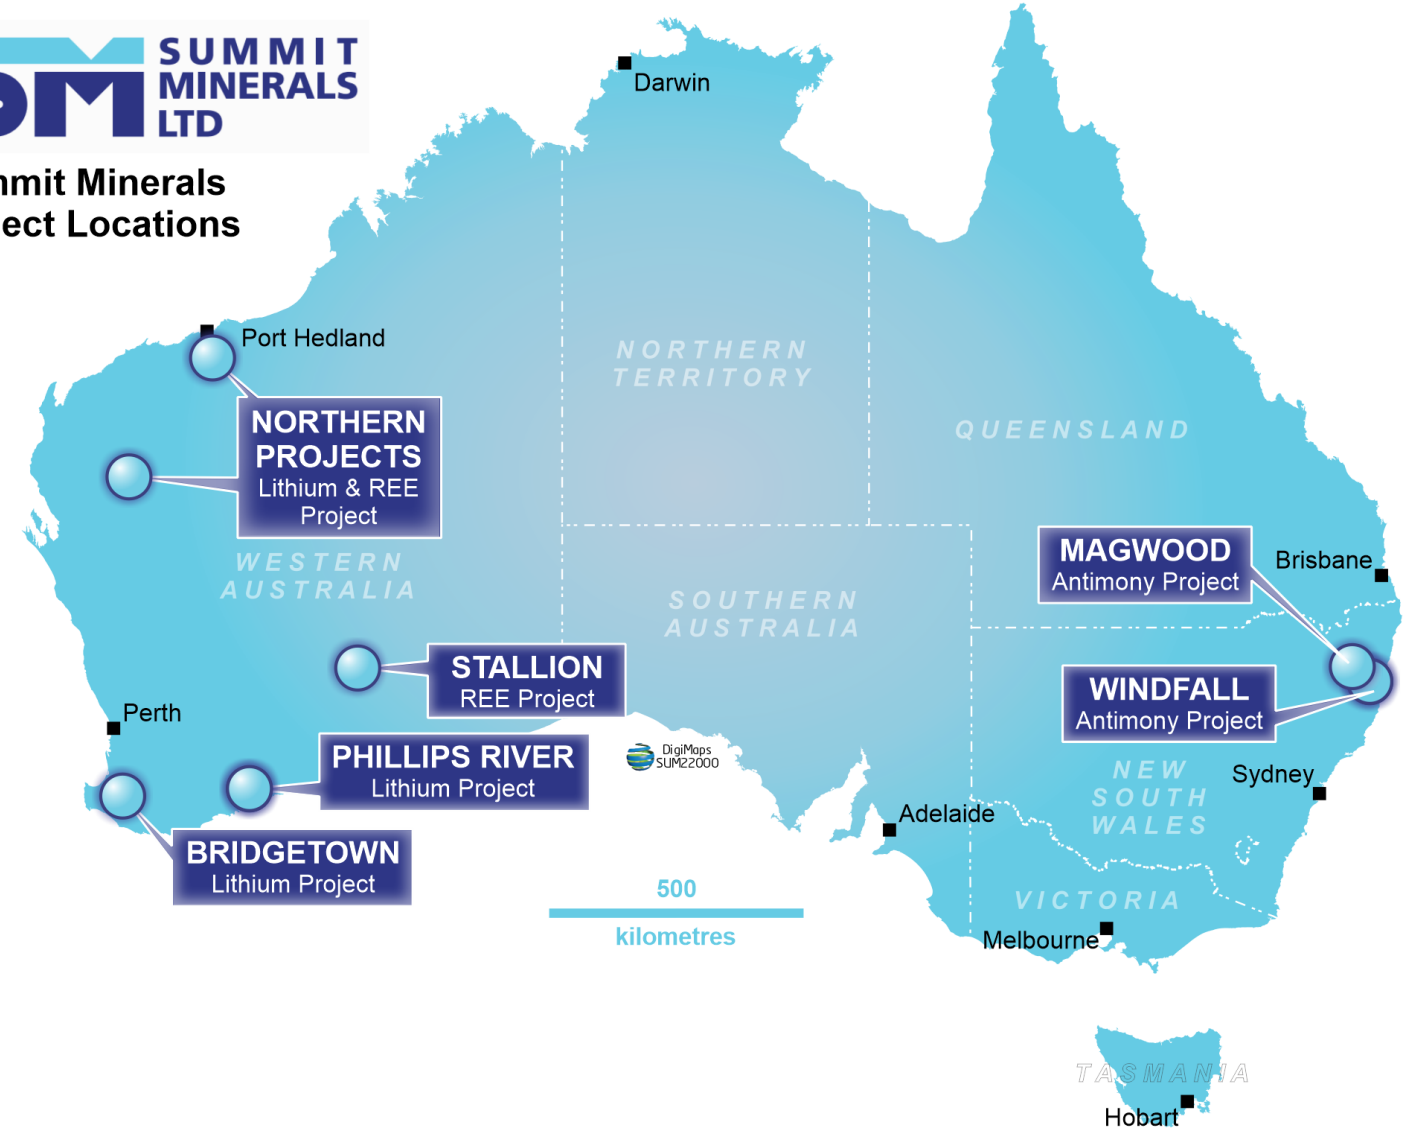 SUMMIT
MINERALS
LTD
Minerals
Locations
Darwin
Port Hedland
NORTHERN
PROJECTS
Lithium & REE
Project
NORTHERN
TERRITORY
QUEENSLAND
WESTERN
AUSTRALIA
SOUTHERN
AUSTRALIA
MAGWOOD
Antimony Project
Brisbane
STALLION
REE Project
WINDFALL
Antimony Project
Perth
PHILLIPS RIVER
Lithium Project
DigiMaps
SUM22000
NEW
SOUTH
WALES
Sydney
Adelaide
BRIDGETOWN
Lithium Project
500
kilometres
VICTORIA
Melbourne
TASMANIA
Hobart